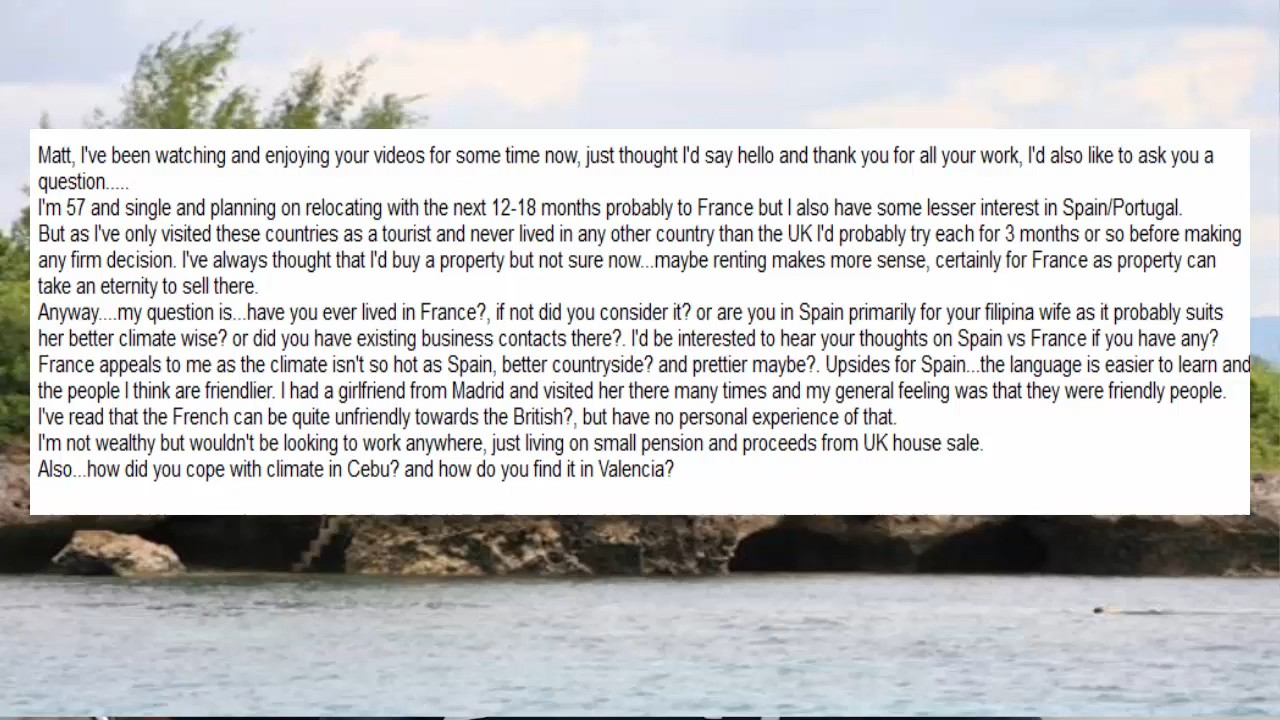 Matt, I've been watching and enjoying your videos for some time now, just thought I'd say hello and thank you for all your work, I'd also like to ask you a
question.....
I'm 57 and single and planning on relocating with the next 12-18 months probably to France but I also have some lesser interest in Spain/Portugal.
But as I've only visited these countries as a tourist and never lived in any other country than the UK I'd probably try each for 3 months or so before making
any firm decision. I've always thought that I'd buy a property but not sure now...maybe renting makes more sense, certainly for France as property can
take an eternity to sell there.
Anyway....my question is...have you ever lived in France?, if not did you consider it? or are you in Spain primarily for your filipina wife as it probably suits
her better climate wise? or did you have existing business contacts there?. I'd be interested to hear your thoughts on Spain vs France if you have any?
France appeals to me as the climate isn't so hot as Spain, better countryside? and prettier maybe?. Upsides for Spain...the language is easier to learn and
the people I think are friendlier. I had a girlfriend from Madrid and visited her there many times and my general feeling was that they were friendly people.
I've read that the French can be quite unfriendly towards the British?, but have no personal experience of that.
I'm not wealthy but wouldn't be looking to work anywhere, just living on small pension and proceeds from UK house sale.
Also...how did you cope with climate in Cebu? and how do you find it in Valencia?